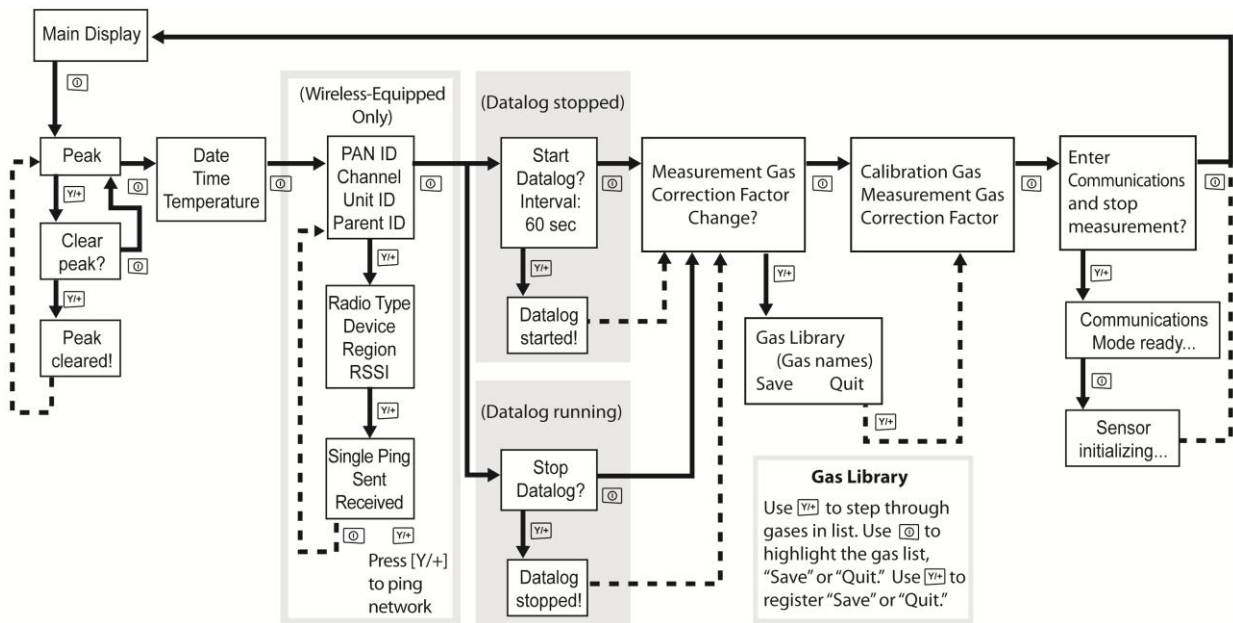 Main Display
Peak
Y/+
Clear
peak?
Y/+
Peak
cleared!
Date
Time
Temperature
(Wireless-Equipped
Only)
PAN ID
Channel
Unit ID
Parent ID
Y/+
Radio Type
Device
Region
RSSI
Y/+
Single Ping
Sent
Received
Y/+
Press [Y/+]
to ping
network
(Datalog stopped)
Start
Datalog?
Interval:
60 sec
Y/+
Datalog
started!
(Datalog running)
Stop
Datalog?
Y/+
Datalog
stopped!
Measurement Gas
Correction Factor
Change?
Y/+
Gas Library
(Gas names)
Save Quit
Y/+
Calibration Gas
Measurement Gas
Correction Factor
Enter
Communications
and stop
measurement?
Y/+
Communications
Mode ready...
Sensor
initializing...
Gas Library
Use Y/+ to step through
gases in list. Use to
highlight the gas list,
“Save” or “Quit.” Use Y/+ to
register “Save” or “Quit.”